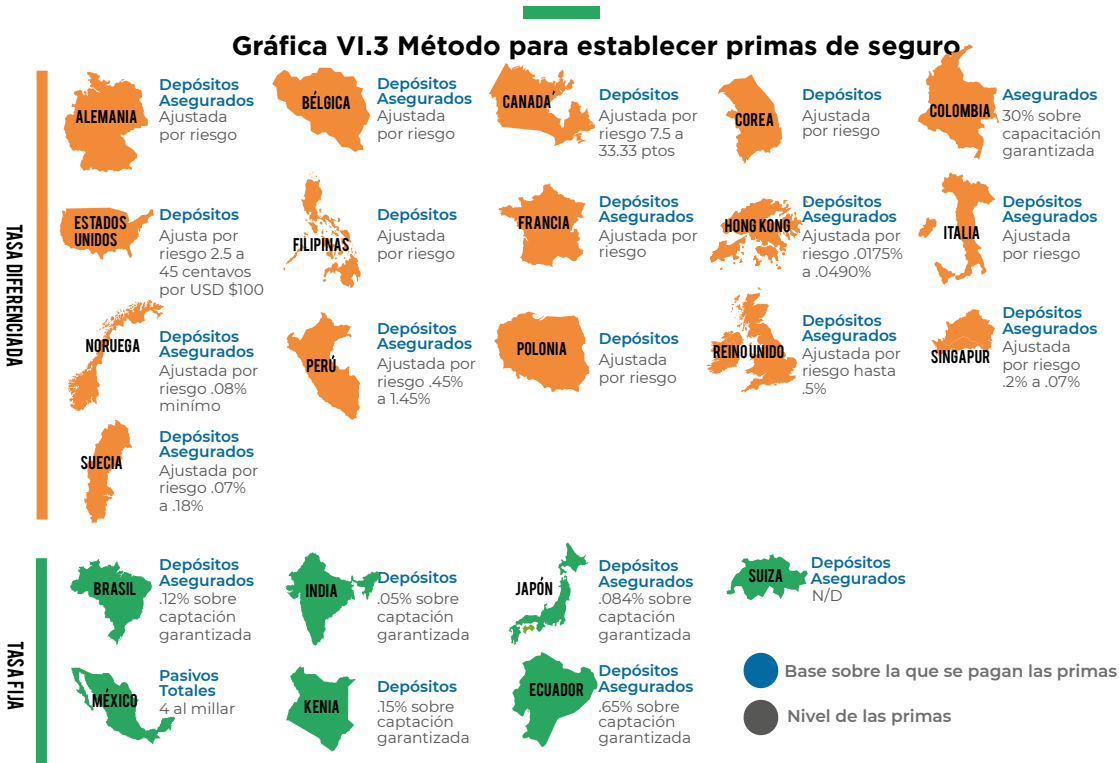 Gráfica VI.3 Método para establecer primas de seguro
TASA DIFERENCIADA
ALEMANIA
Depósitos
Asegurados
Ajustada
por riesgo
BÉLGICA
Depósitos
Asegurados
Ajustada
por riesgo
CANADÁ
Depósitos
Ajustada por
riesgo 7.5 a
33.33 ptos
COREA
Depósitos
Ajustada
por riesgo
COLOMBIA
Asegurados
30% sobre
capacitación
garantizada
ESTADOS
UNIDOS
Depósitos
Ajusta por
riesgo 2.5 a
45 centavos
por USD $100
FILIPINAS
Depósitos
Ajustada
por riesgo
FRANCIA
Depósitos
Asegurados
Ajustada por
riesgo
HONG KONG
Depósitos
Asegurados
Ajustada por
riesgo .0175%
a .0490%
ITALIA
Depósitos
Asegurados
Ajustada
por riesgo
NORUEGA
Depósitos
Asegurados
Ajustada por
riesgo .08%
minímo
PERÚ
Depósitos
Asegurados
Ajustada por
riesgo .45%
a 1.45%
POLONIA
Depósitos
Ajustada
por riesgo
REINO UNIDO
Depósitos
Asegurados
Ajustada por
riesgo hasta
.5%
SINGAPUR
Depósitos
Asegurados
Ajustada
por riesgo
.2% a .07%
SUECIA
Depósitos
Asegurados
Ajustada por
riesgo .07%
a .18%
TASA FIJA
BRASIL
Depósitos
Asegurados
.12% sobre
captación
garantizada
INDIA
Depósitos
.05% sobre
captación
garantizada
JAPÓN
Depósitos
Asegurados
.084% sobre
captación
garantizada
SUIZA
Depósitos
Asegurados
N/D
MÉXICO
Pasivos
Totales
4 al millar
KENIA
Depósitos
.15% sobre
captación
garantizada
ECUADOR
Depósitos
Asegurados
.65% sobre
captación
garantizada
Base sobre la que se pagan las primas
Nivel de las primas